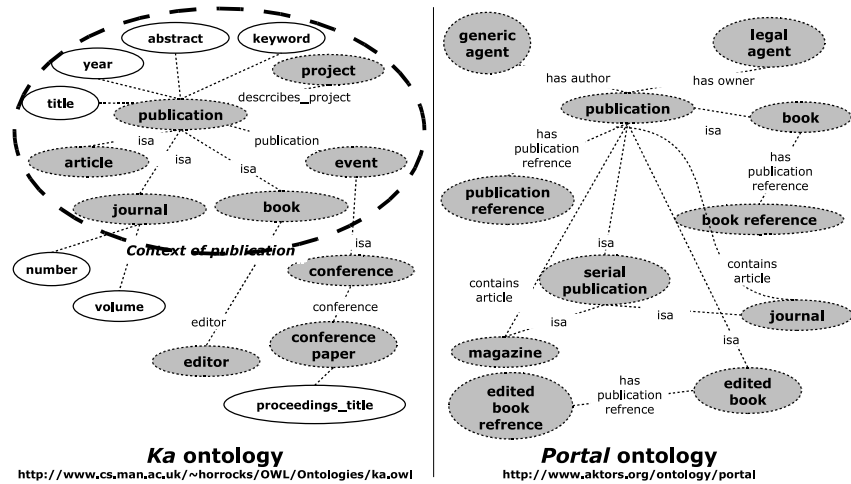 abstract
keyword
year
project
title
descrcibes_project
publication
isa
publication
article
isa
isa
event
journal
book
Context of publication
isa
number
conference
volume
editor
conference
editor
conference
paper
proceedings_title
Ka ontology
http://www.cs.man.ac.uk/~horrocks/OWL/Ontologies/ka.owl
generic
agent
legal
agent
has author
has owner
publication
book
isa
has
publication
refrence
has
publication
reference
publication
reference
book reference
isa
serial
publication
contains
article
contains
article
isa
isa
journal
isa
magazine
edited
book
refrence
has
publication
refrence
edited
book
Portal ontology
http://www.aktors.org/ontology/portal